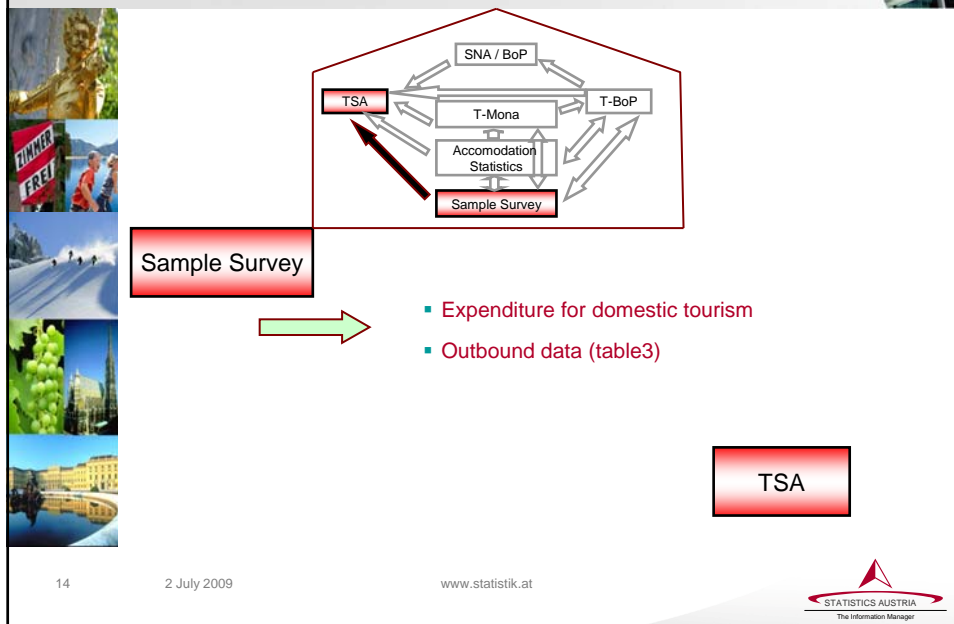 SNA / BoP
TSA
T-BoP
T-Mona
Accomodation
Statistics
Sample Survey
ZIMMER
FREI
Sample Survey
Expenditure for domestic tourism
Outbound data (table3)
TSA
14
2 July 2009
www.statistik.at
STATISTICS AUSTRIA
The Information Manager